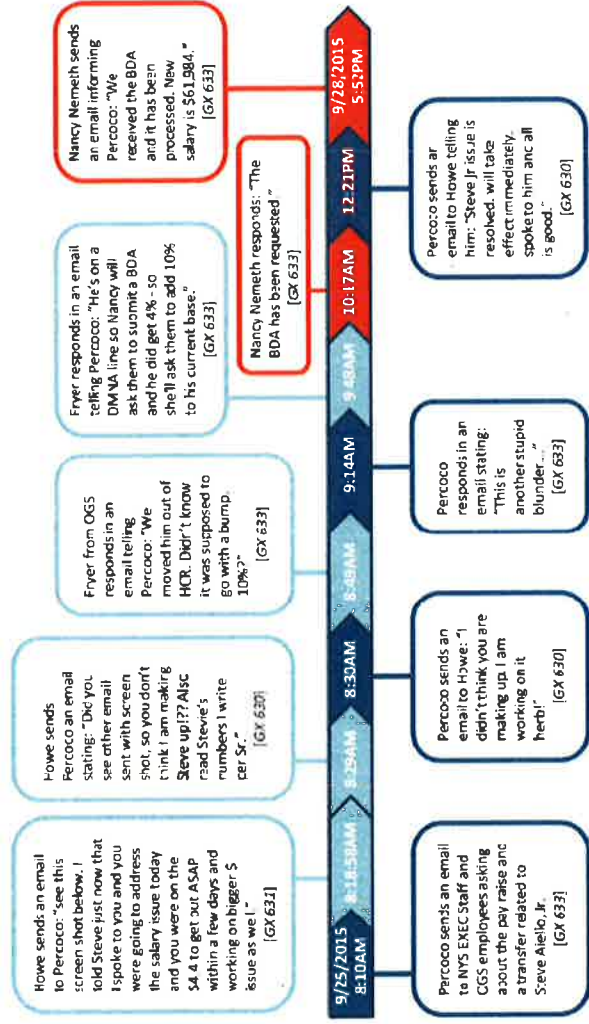 Howe sends an email
to Percoco: "see this
screen shot below. I
told Steve just now that
I spoke to you and you
were going to address
the salary issue today
and you were on the
$4.4 to get out ASAP
within a few days and
working on bigger $
issue as well."
[GX 631]
Howe sends
Percoco an email
stating: "Did you
see other email
sent with screen
shot, so you don't
think I am making
Steve up!?? Also
read Stevie's
numbers I write
per Sr."
[GX 630]
Fryer from OGS
responds in an
email telling
Percoco: "We
moved him out of
HCR. Didn't know
it was supposed to
go with a bump.
10%?"
[GX 633]
Fryer responds in an email
telling Percoco: "He's on a
DMNA line so Nancy will
ask them to submit a BDA
and he did get 4% - so
she'll ask them to add 10%
to his current base."
[GX 633]
Nancy Nemeth responds: "The
BDA has been requested."
[GX 633]
Nancy Nemeth sends
an email informing
Percoco: "We
received the BDA
and it has been
processed. New
salary is $61,984."
[GX 633]
9/25/2015
8:10AM
8:18:58AM
8:29AM
8:30AM
8:49AM
9:14AM
9:48AM
10:17AM
12:21PM
9/28/2015
5:52PM
Percoco sends an email
to NYS EXEC Staff and
OGS employees asking
about the pay raise and
a transfer related to
Steve Aiello, Jr.
[GX 633]
Percoco sends an
email to Howe: "I
didn't think you are
making up. I am
working on it
herb!"
[GX 630]
Percoco
responds in an
email stating:
"This is
another stupid
blunder...."
[GX 633]
Percoco sends an
email to Howe telling
him: "Steve Jr issue is
resolved. will take
effect immediately.
spoke to him and all
is good."
[GX 630]